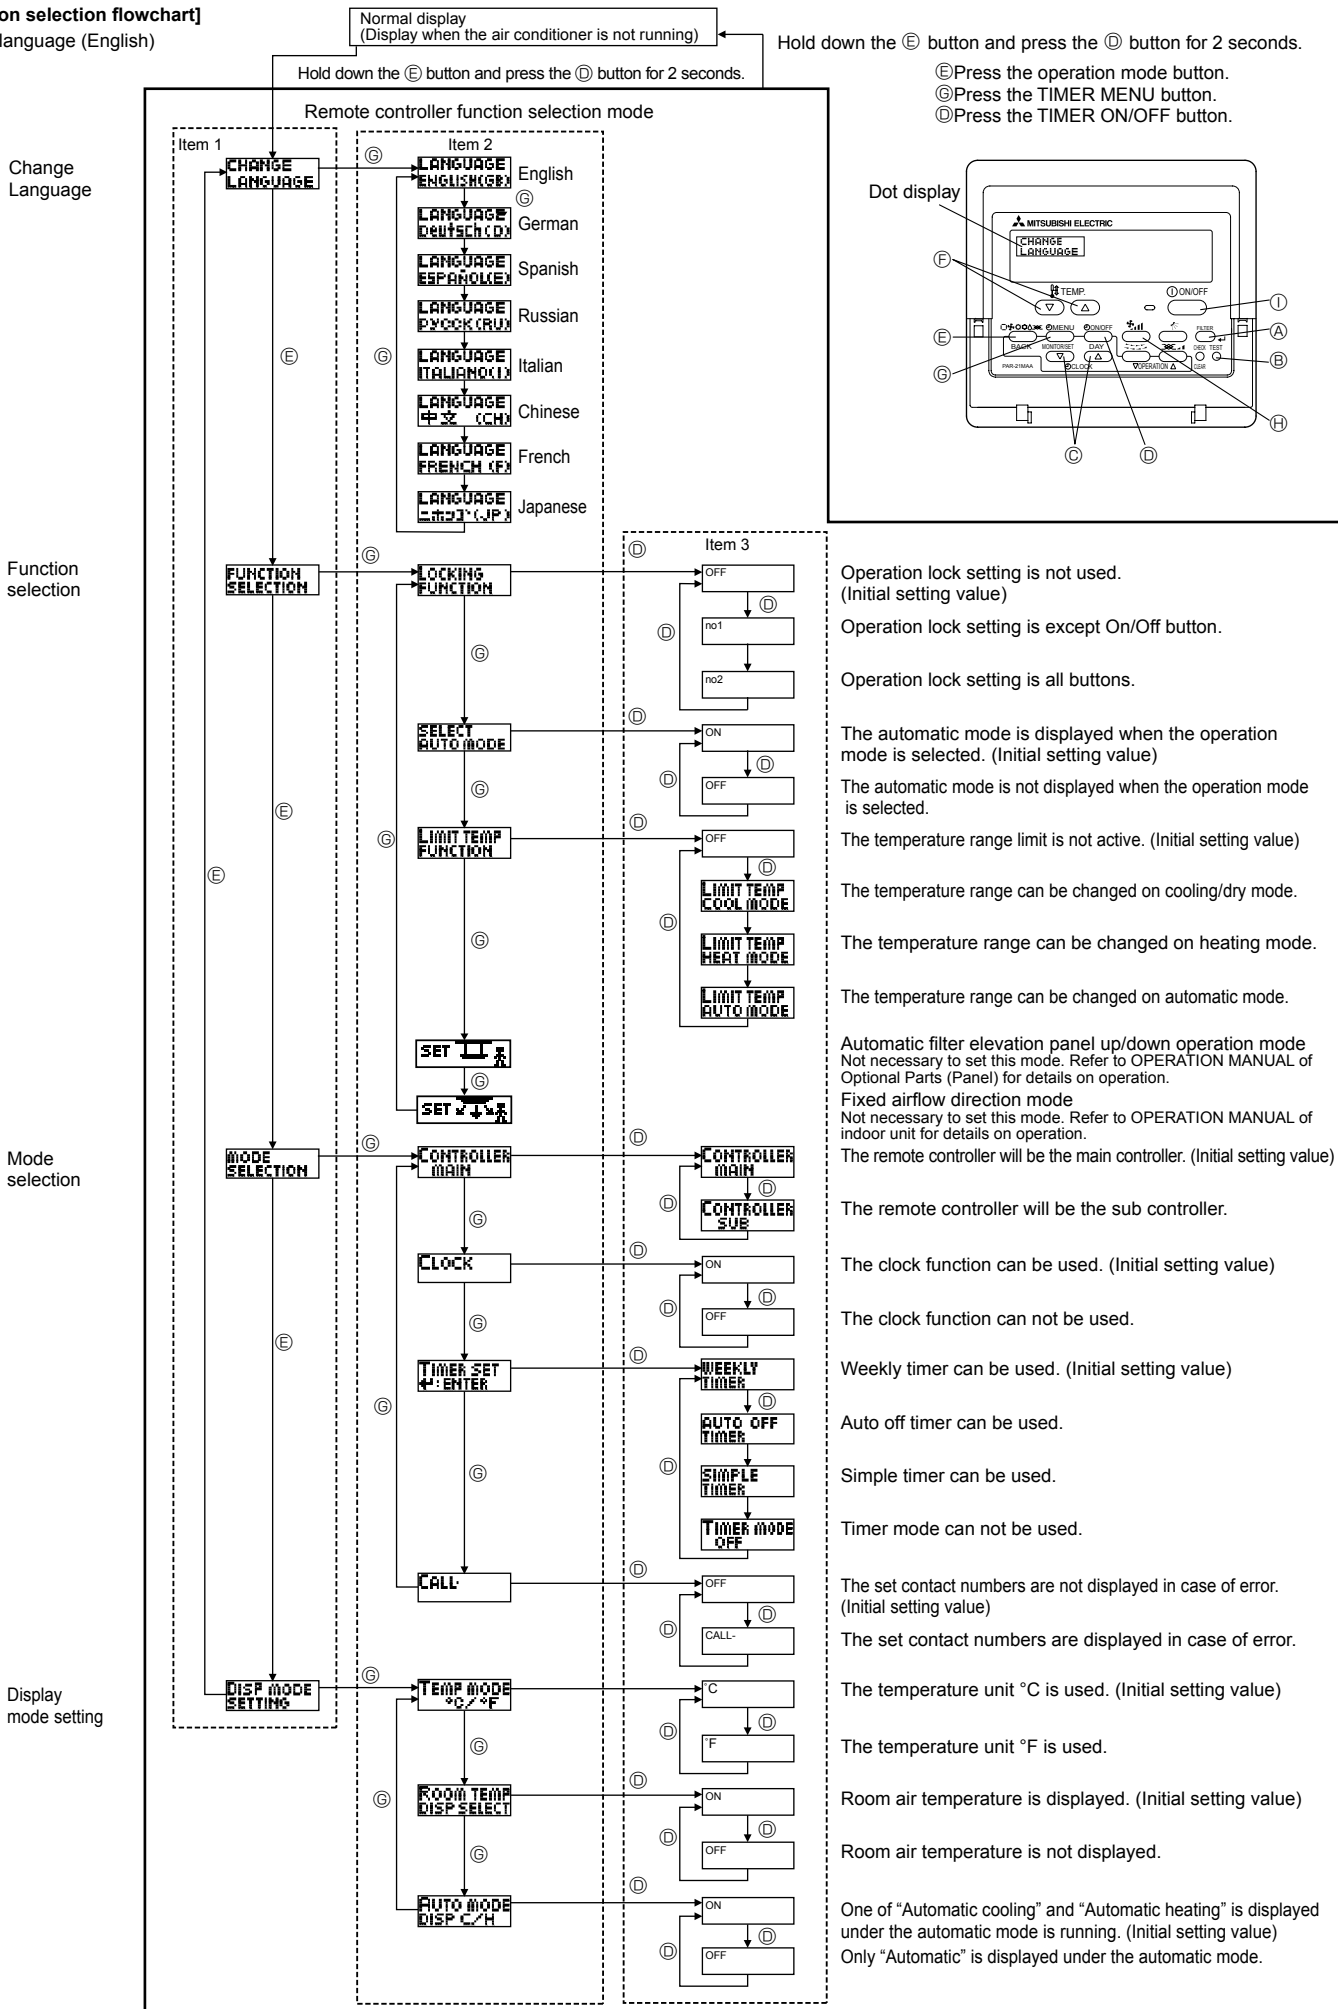 on selection flowchart]
language (English)
Normal display
(Display when the air conditioner is not running)
Hold down the Ⓔ button and press the Ⓓ button for 2 seconds.
Hold down the Ⓔ button and press the Ⓓ button for 2 seconds.
ⒺPress the operation mode button.
ⒼPress the TIMER MENU button.
ⒹPress the TIMER ON/OFF button.
Remote controller function selection mode
Item 1
Item 2
Change
Language
CHANGE
LANGUAGE
Ⓖ
LANGUAGE
ENGLISH(GB)
English
Ⓖ
LANGUAGE
Deutsch(D)
German
LANGUAGE
ESPAÑOL(E)
Spanish
LANGUAGE
РУССК(RU)
Russian
Ⓔ
Ⓖ
LANGUAGE
ITALIANO(I)
Italian
LANGUAGE
中文 (CH)
Chinese
LANGUAGE
FRENCH (F)
French
LANGUAGE
ニホンゴ(JP)
Japanese
Dot display
MITSUBISHI ELECTRIC
CHANGE
LANGUAGE
Ⓕ
TEMP.
ON/OFF
Ⓘ
MENU
ON/OFF
FILTER
Ⓐ
Ⓔ
BACK
MONITOR/SET
DAY
CHECK TEST
Ⓑ
PAR-21MAA
CLOCK
▽OPERATION △
CLEAR
Ⓖ
Ⓗ
Ⓒ
Ⓓ
Item 3
Function
selection
FUNCTION
SELECTION
Ⓖ
LOCKING
FUNCTION
Ⓓ
OFF
Operation lock setting is not used.
(Initial setting value)
Ⓓ
Ⓓ
no1
Operation lock setting is except On/Off button.
Ⓖ
no2
Operation lock setting is all buttons.
SELECT
AUTO MODE
Ⓓ
ON
The automatic mode is displayed when the operation
mode is selected. (Initial setting value)
Ⓓ
Ⓓ
Ⓖ
OFF
The automatic mode is not displayed when the operation mode
is selected.
Ⓔ
Ⓖ
LIMIT TEMP
FUNCTION
Ⓓ
OFF
The temperature range limit is not active. (Initial setting value)
Ⓔ
Ⓓ
LIMIT TEMP
COOL MODE
The temperature range can be changed on cooling/dry mode.
Ⓓ
Ⓖ
LIMIT TEMP
HEAT MODE
The temperature range can be changed on heating mode.
LIMIT TEMP
AUTO MODE
The temperature range can be changed on automatic mode.
SET
Automatic filter elevation panel up/down operation mode
Not necessary to set this mode. Refer to OPERATION MANUAL of
Optional Parts (Panel) for details on operation.
Ⓖ
SET
Fixed airflow direction mode
Not necessary to set this mode. Refer to OPERATION MANUAL of
indoor unit for details on operation.
Mode
selection
MODE
SELECTION
Ⓖ
CONTROLLER
MAIN
Ⓓ
CONTROLLER
MAIN
The remote controller will be the main controller. (Initial setting value)
Ⓓ
Ⓓ
Ⓖ
CONTROLLER
SUB
The remote controller will be the sub controller.
CLOCK
Ⓓ
ON
The clock function can be used. (Initial setting value)
Ⓓ
Ⓓ
Ⓖ
OFF
The clock function can not be used.
Ⓔ
TIMER SET
↵:ENTER
Ⓓ
WEEKLY
TIMER
Weekly timer can be used. (Initial setting value)
Ⓓ
Ⓖ
AUTO OFF
TIMER
Auto off timer can be used.
Ⓓ
Ⓖ
SIMPLE
TIMER
Simple timer can be used.
TIMER MODE
OFF
Timer mode can not be used.
CALL-
Ⓓ
OFF
The set contact numbers are not displayed in case of error.
(Initial setting value)
Ⓓ
Ⓓ
CALL-
The set contact numbers are displayed in case of error.
Display
mode setting
DISP MODE
SETTING
Ⓖ
TEMP MODE
°C/°F
°C
The temperature unit °C is used. (Initial setting value)
Ⓓ
Ⓓ
Ⓖ
°F
The temperature unit °F is used.
Ⓖ
ROOM TEMP
DISP SELECT
Ⓓ
ON
Room air temperature is displayed. (Initial setting value)
Ⓓ
Ⓓ
Ⓖ
OFF
Room air temperature is not displayed.
AUTO MODE
DISP C/H
Ⓓ
ON
One of “Automatic cooling” and “Automatic heating” is displayed
under the automatic mode is running. (Initial setting value)
Ⓓ
Ⓓ
OFF
Only “Automatic” is displayed under the automatic mode.